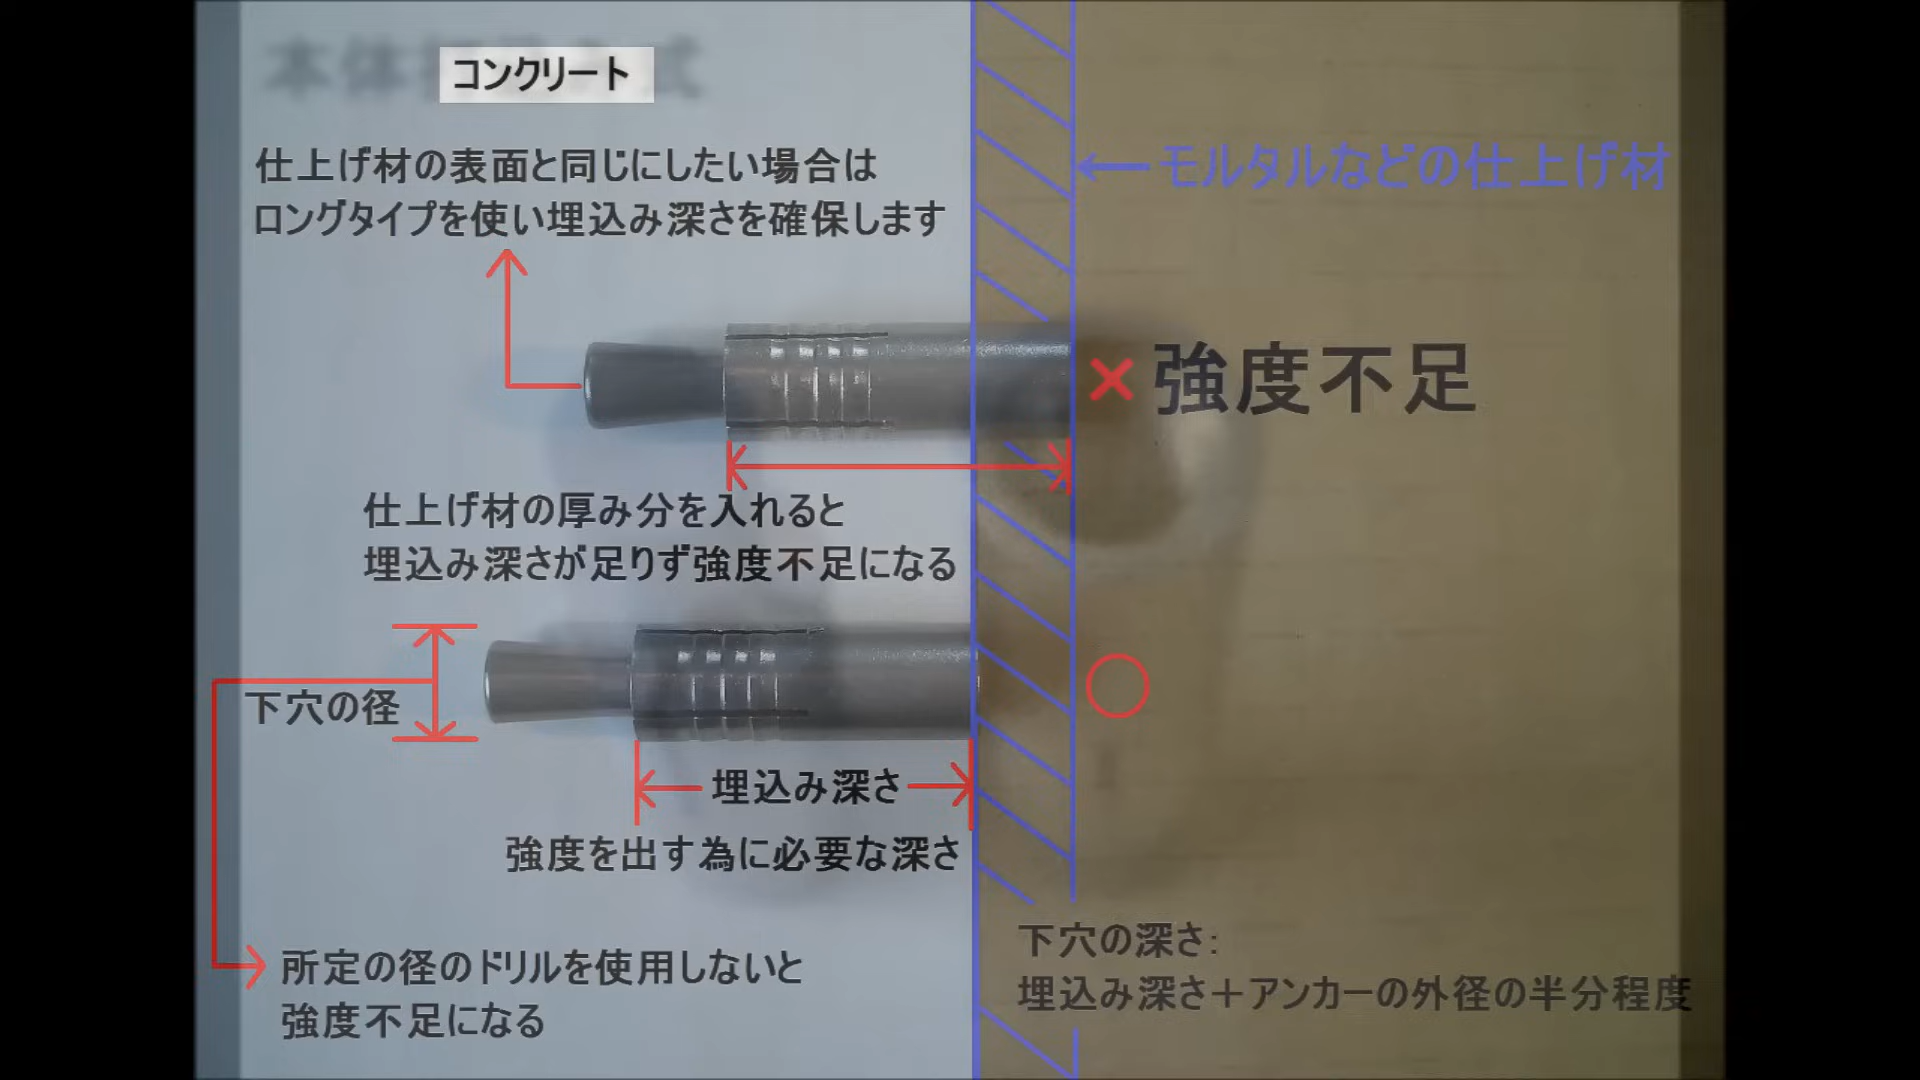 コンクリート
仕上げ材の表面と同じにしたい場合は
ロングタイプを使い埋込み深さを確保します
モルタルなどの仕上げ材
強度不足
仕上げ材の厚み分を入れると
埋込み深さが足りず強度不足になる
下穴の径
埋込み深さ
強度を出す為に必要な深さ
所定の径のドリルを使用しないと
強度不足になる
下穴の深さ:
埋込み深さ＋アンカーの外径の半分程度